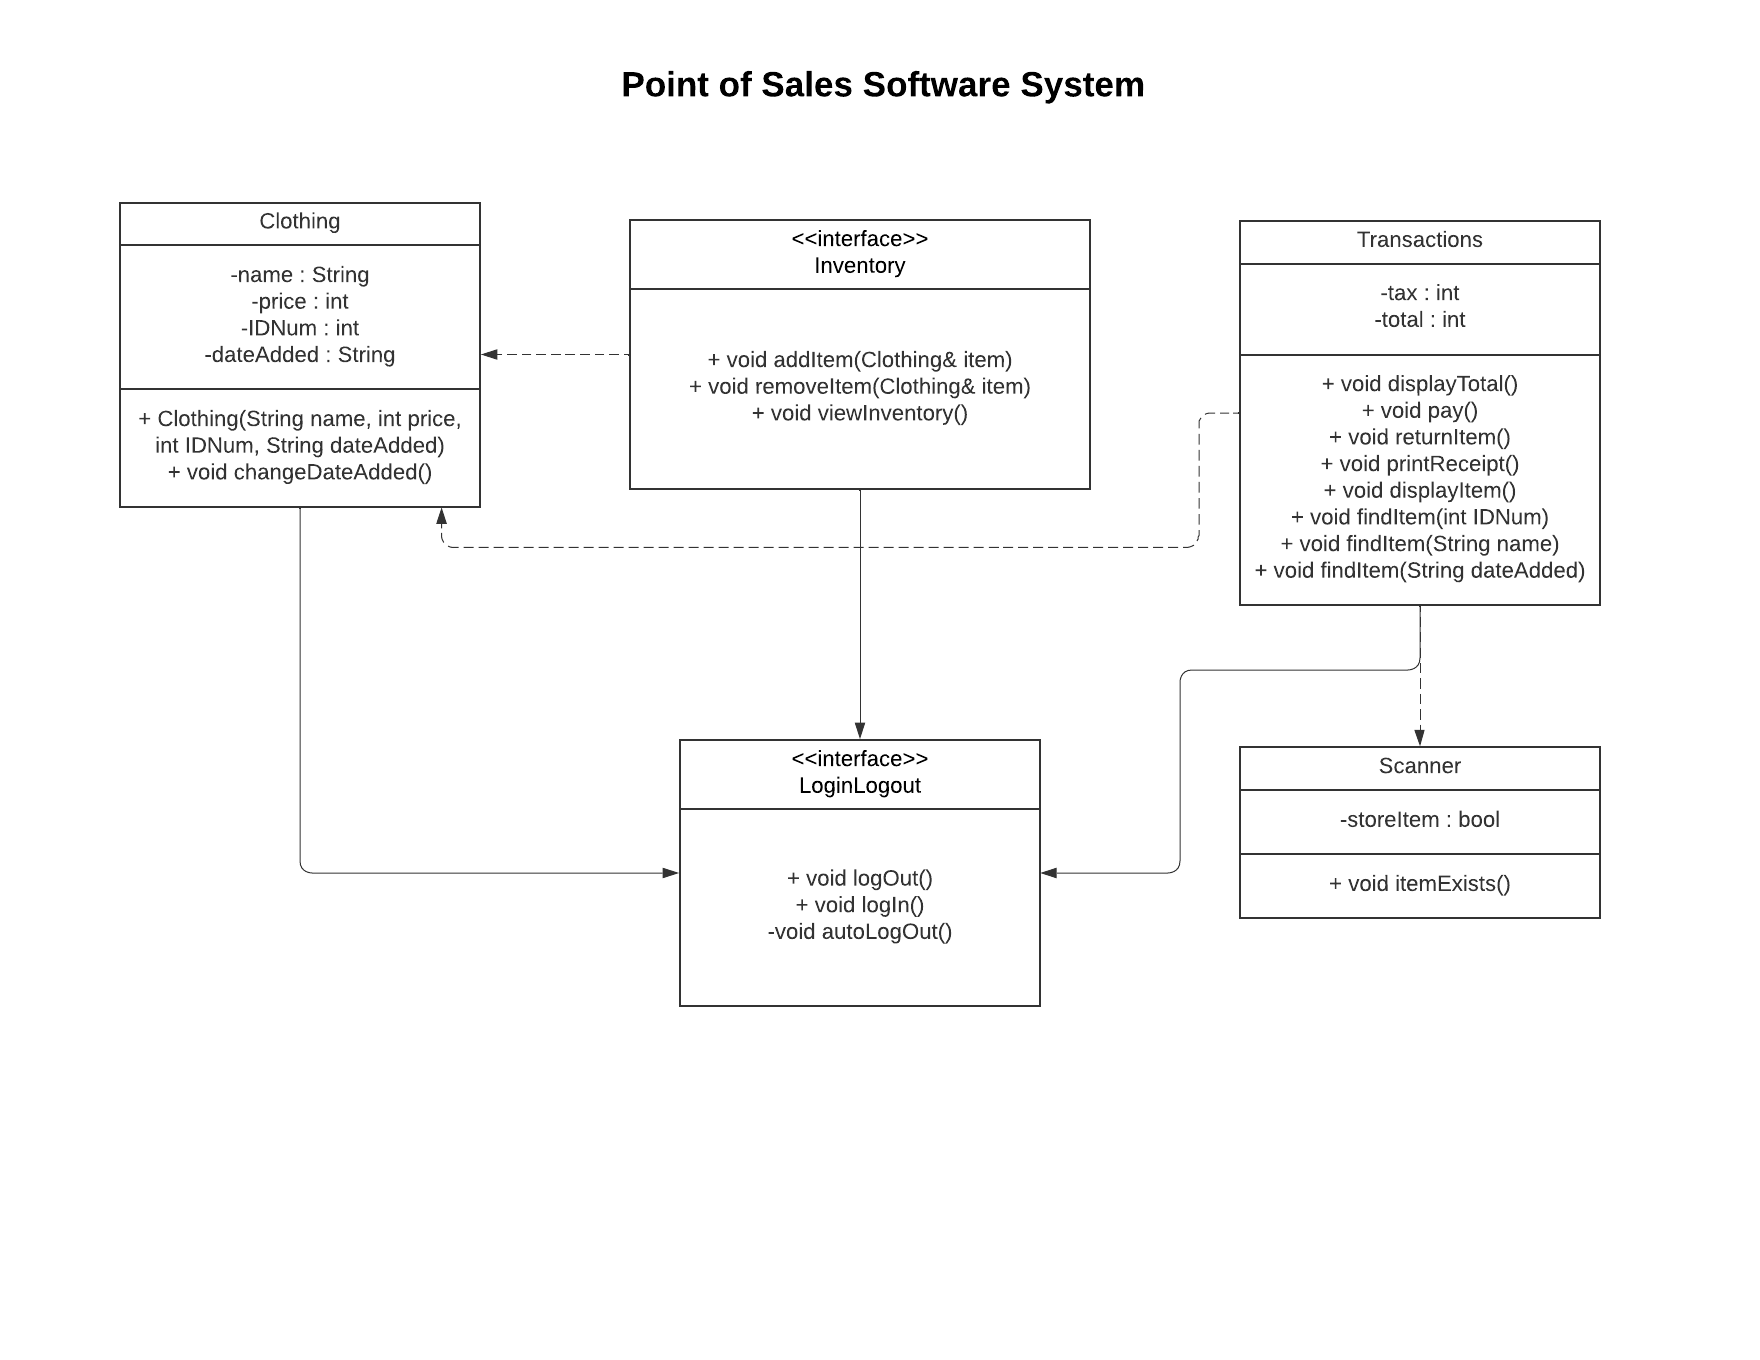 Point of Sales Software System
Clothing
-name : String
-price : int
-IDNum : int
-dateAdded : String
+ Clothing(String name, int price,
int IDNum, String dateAdded)
+ void changeDateAdded()
<<interface>>
Inventory
+ void addItem(Clothing& item)
+ void removeItem(Clothing& item)
+ void viewInventory()
Transactions
-tax : int
-total : int
+ void displayTotal()
+ void pay()
+ void returnItem()
+ void printReceipt()
+ void displayItem()
+ void findItem(int IDNum)
+ void findItem(String name)
+ void findItem(String dateAdded)
<<interface>>
LoginLogout
+ void logOut()
+ void logIn()
-void autoLogOut()
Scanner
-storeItem : bool
+ void itemExists()